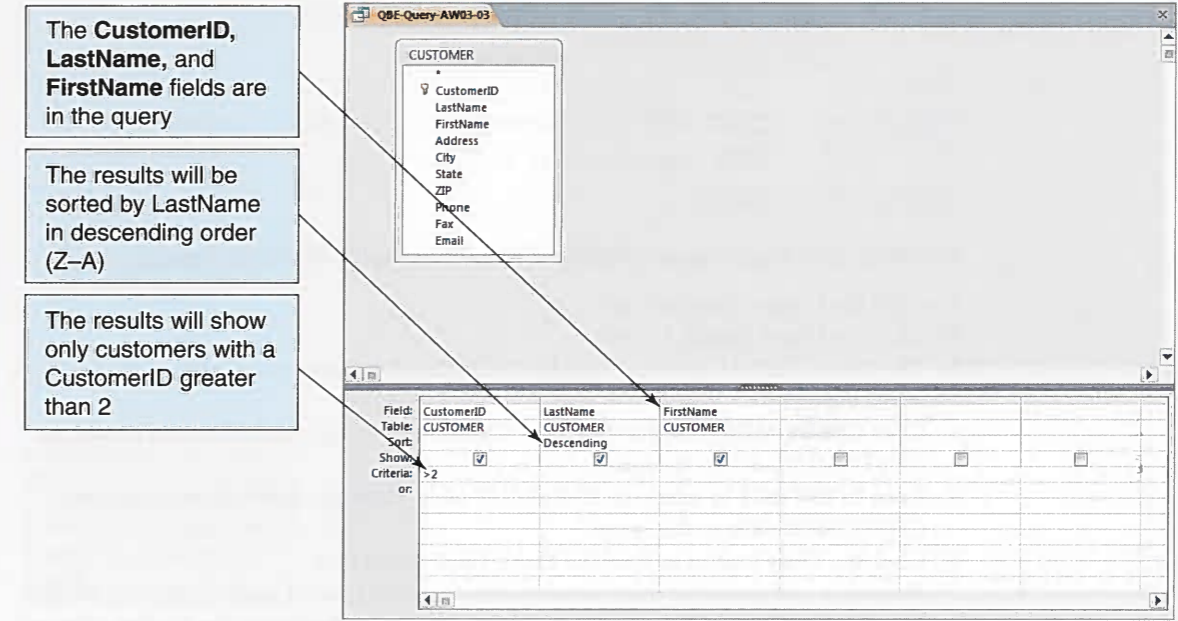 The CustomerID,
LastName, and
FirstName fields are
in the query
The results will be
sorted by LastName
in descending order
(Z–A)
The results will show
only customers with a
CustomerID greater
than 2
QBE-Query-AW03-03
CUSTOMER
*
CustomerID
LastName
FirstName
Address
City
State
ZIP
Phone
Fax
Email
Field: CustomerID LastName FirstName
Table: CUSTOMER CUSTOMER CUSTOMER
Sort: Descending
Show:
Criteria: >2
or: